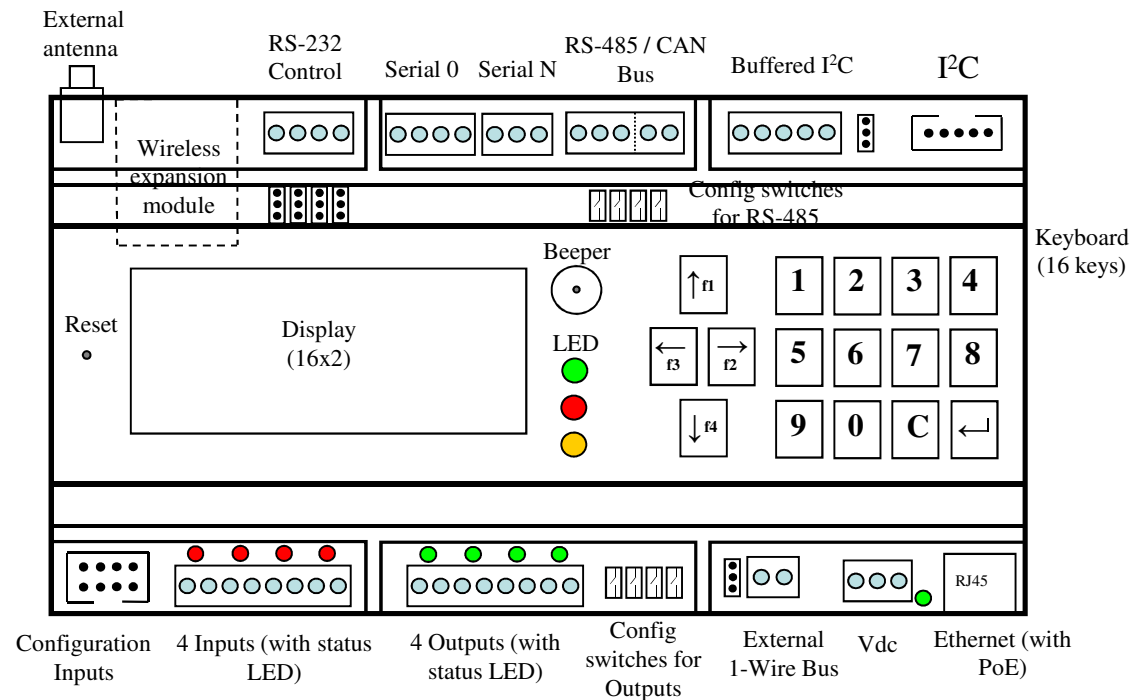 External
antenna
RS-232
Control
Serial 0
Serial N
RS-485 / CAN
Bus
Buffered I²C
I²C
Wireless
expansion
module
Config switches
for RS-485
Keyboard
(16 keys)
Reset
Display
(16x2)
Beeper
LED
↑f1
←
f3
→
f2
↓f4
1 2 3 4
5 6 7 8
9 0 C ↵
RJ45
Configuration
Inputs
4 Inputs (with status
LED)
4 Outputs (with
status LED)
Config
switches for
Outputs
External
1-Wire Bus
Vdc
Ethernet (with
PoE)